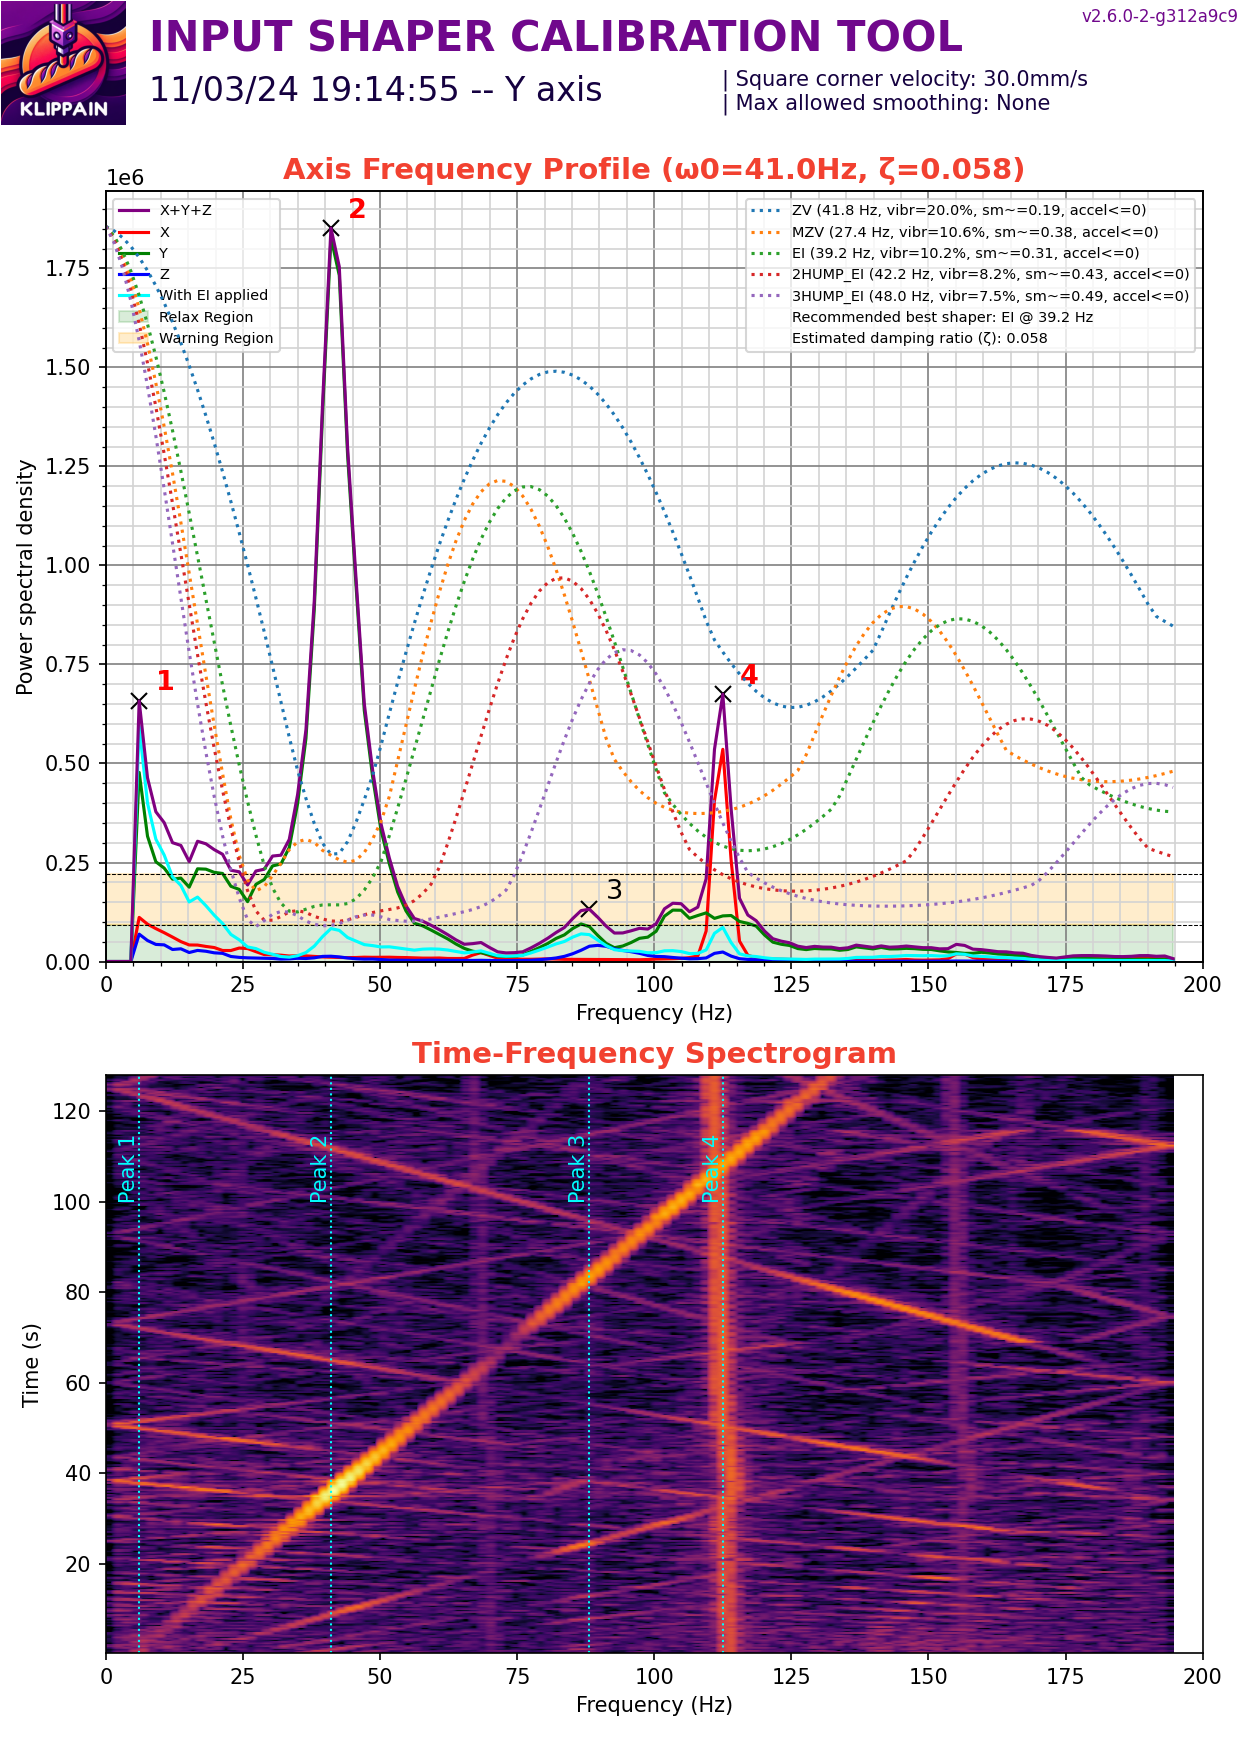 v2.6.0-2-g312a9c9
INPUT SHAPER CALIBRATION TOOL
11/03/24 19:14:55 -- Y axis
| Square corner velocity: 30.0mm/s
| Max allowed smoothing: None
KLIPPAIN
Axis Frequency Profile (ω0=41.0Hz, ζ=0.058)
1e6
X+Y+Z
X
Y
Z
With EI applied
Relax Region
Warning Region
ZV (41.8 Hz, vibr=20.0%, sm~=0.19, accel<=0)
MZV (27.4 Hz, vibr=10.6%, sm~=0.38, accel<=0)
EI (39.2 Hz, vibr=10.2%, sm~=0.31, accel<=0)
2HUMP_EI (42.2 Hz, vibr=8.2%, sm~=0.43, accel<=0)
3HUMP_EI (48.0 Hz, vibr=7.5%, sm~=0.49, accel<=0)
Recommended best shaper: EI @ 39.2 Hz
Estimated damping ratio (ζ): 0.058
1
2
3
4
Power spectral density
1.75
1.50
1.25
1.00
0.75
0.50
0.25
0.00
0 25 50 75 100 125 150 175 200
Frequency (Hz)
Time-Frequency Spectrogram
Peak 1
Peak 2
Peak 3
Peak 4
Time (s)
120
100
80
60
40
20
0 25 50 75 100 125 150 175 200
Frequency (Hz)